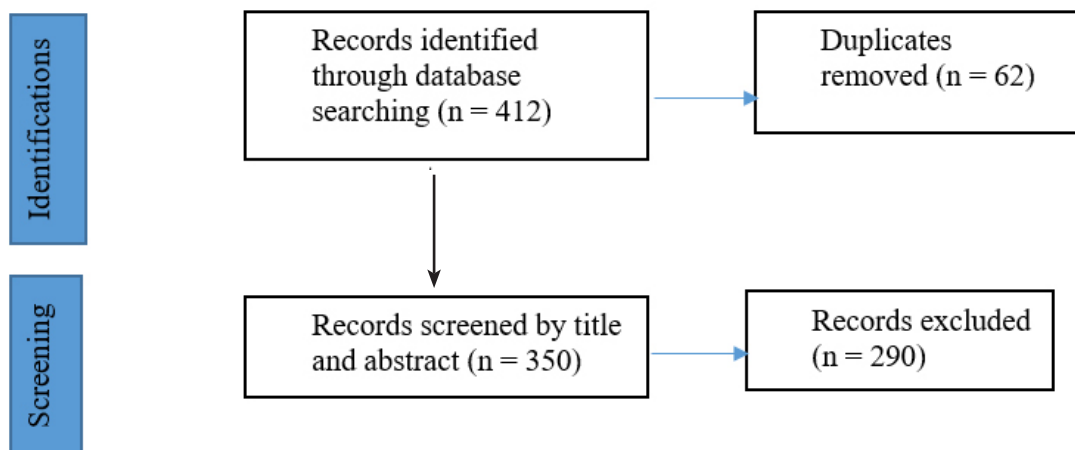 Identifications
Records identified
through database
searching (n = 412)
Duplicates
removed (n = 62)
Screening
Records screened by title
and abstract (n = 350)
Records excluded
(n = 290)